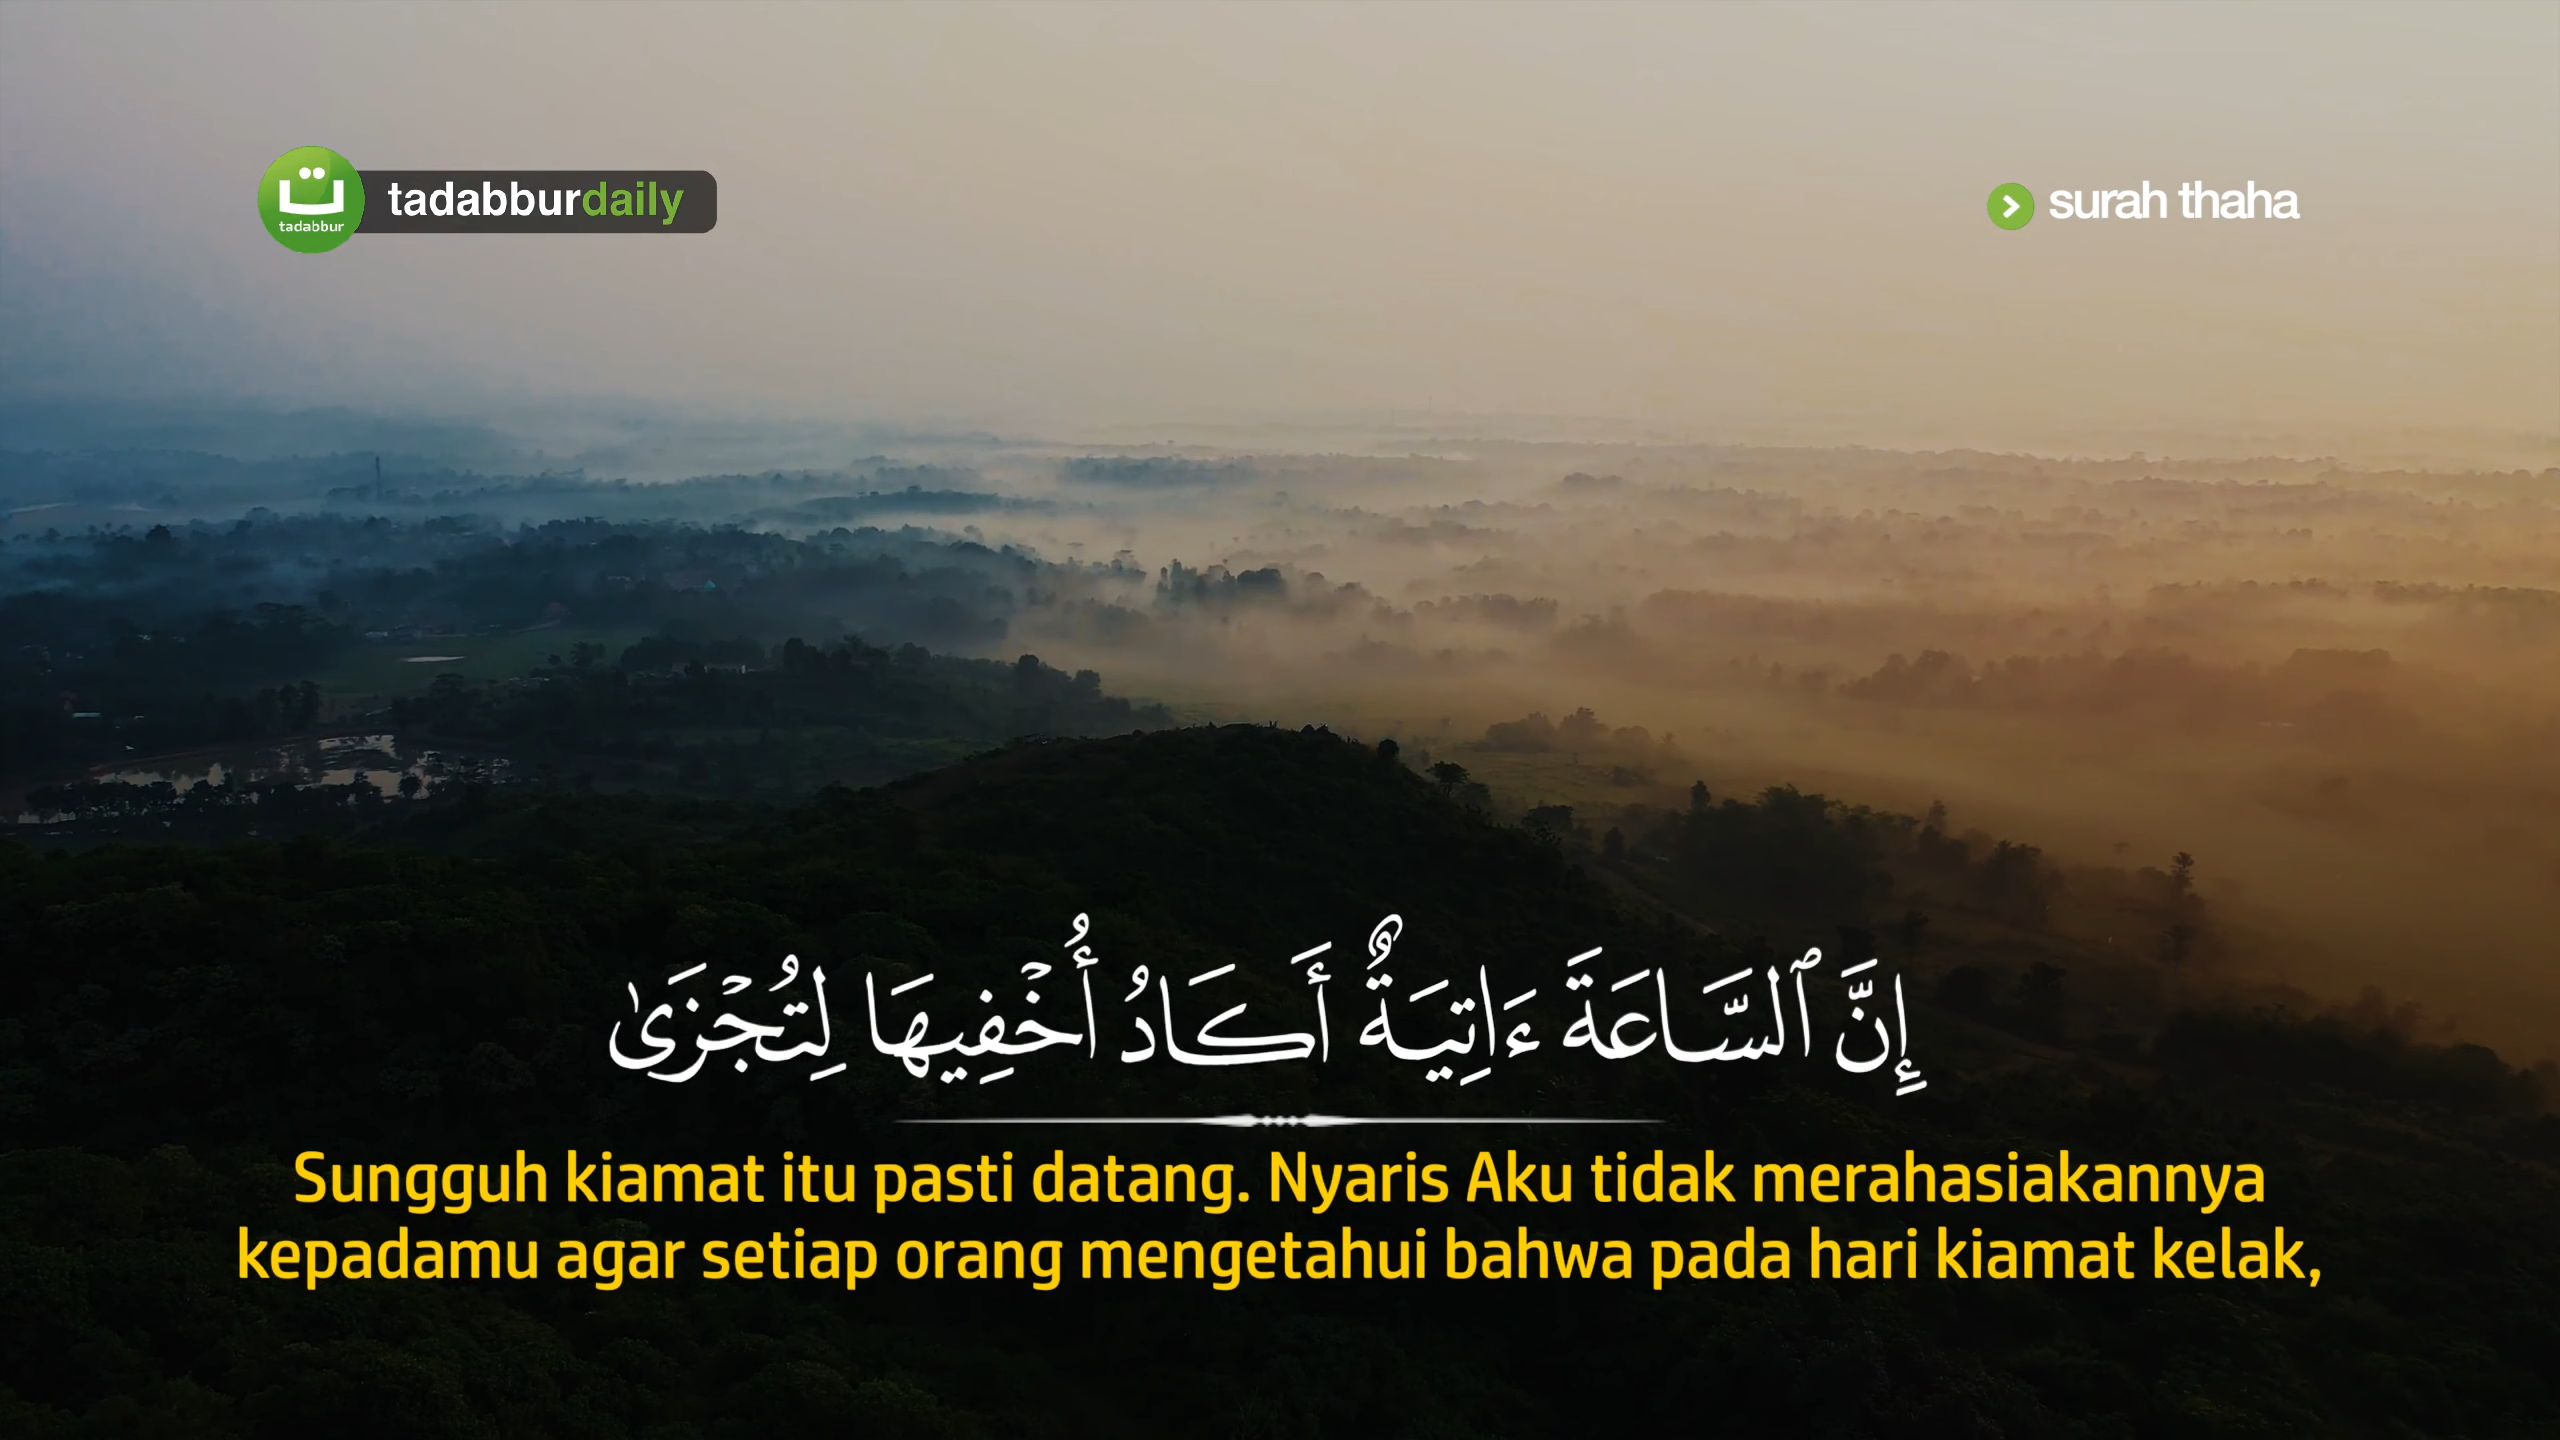 ت
tadabbur
tadabburdaily
surah thaha
إِنَّ ٱلسَّاعَةَ ءَاتِيَةٌ أَكَادُ أُخۡفِيهَا لِتُجۡزَىٰ
Sungguh kiamat itu pasti datang. Nyaris Aku tidak merahasiakannya
kepadamu agar setiap orang mengetahui bahwa pada hari kiamat kelak,